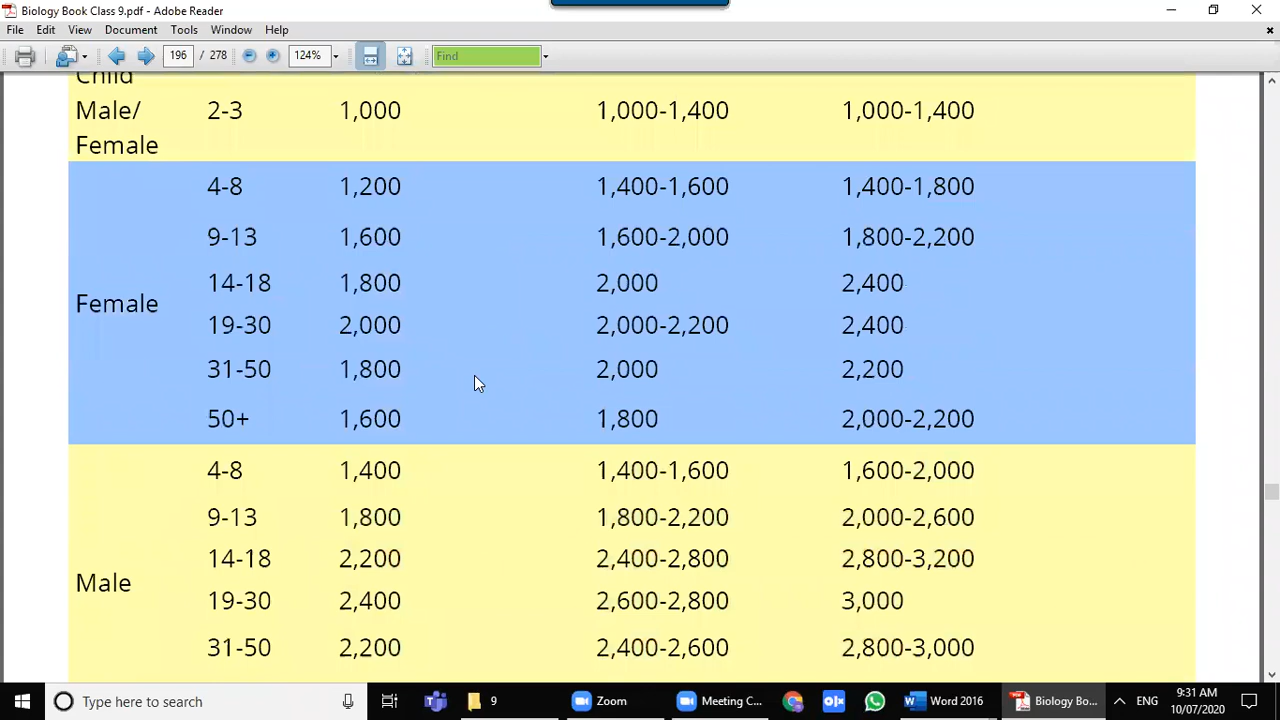 Biology Book Class 9.pdf - Adobe Reader
File Edit View Document Tools Window Help
196 / 278 124% Find
Child
Male/ 2-3 1,000 1,000-1,400 1,000-1,400
Female
4-8 1,200 1,400-1,600 1,400-1,800
9-13 1,600 1,600-2,000 1,800-2,200
14-18 1,800 2,000 2,400
Female
19-30 2,000 2,000-2,200 2,400
31-50 1,800 2,000 2,200
50+ 1,600 1,800 2,000-2,200
4-8 1,400 1,400-1,600 1,600-2,000
9-13 1,800 1,800-2,200 2,000-2,600
14-18 2,200 2,400-2,800 2,800-3,200
Male
19-30 2,400 2,600-2,800 3,000
31-50 2,200 2,400-2,600 2,800-3,000
Type here to search 9 Zoom Meeting C... Word 2016 Biology Bo... ENG 9:31 AM
10/07/2020